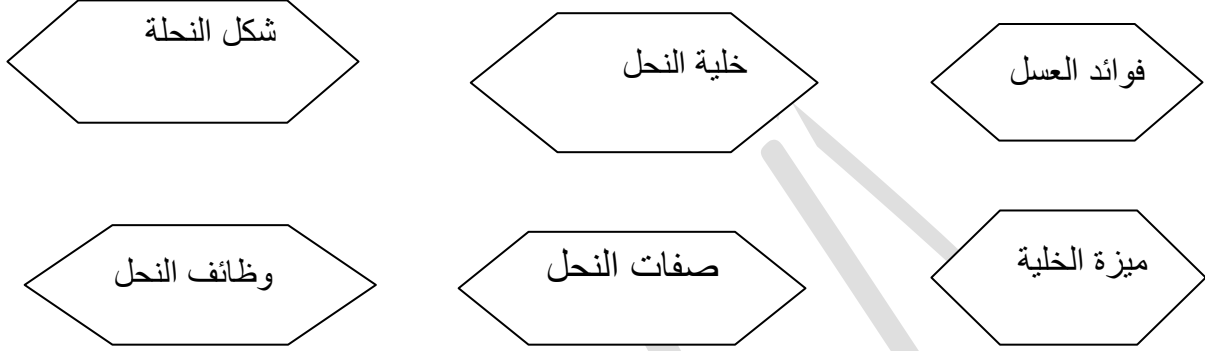 فوائد العسل
خلية النحل
شكل النحلة
ميزة الخلية
صفات النحل
وظائف النحل